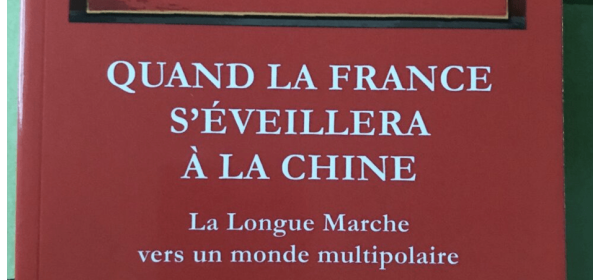 QUAND LA FRANCE
S'ÉVEILLERA
À LA CHINE
La Longue Marche
vers un monde multipolaire